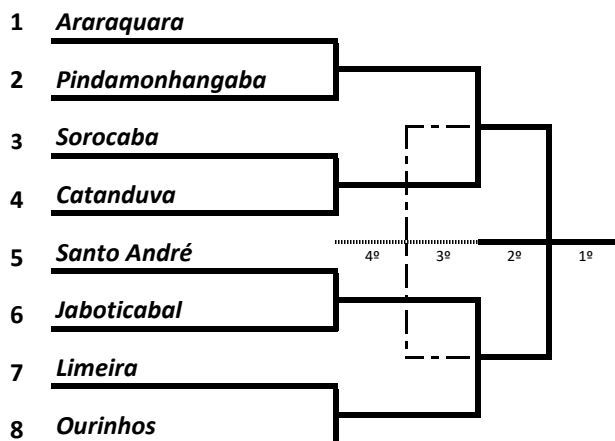 1 Araraquara
2 Pindamonhangaba
3 Sorocaba
4 Catanduva
5 Santo André
4º 3º 2º 1º
6 Jaboticabal
7 Limeira
8 Ourinhos